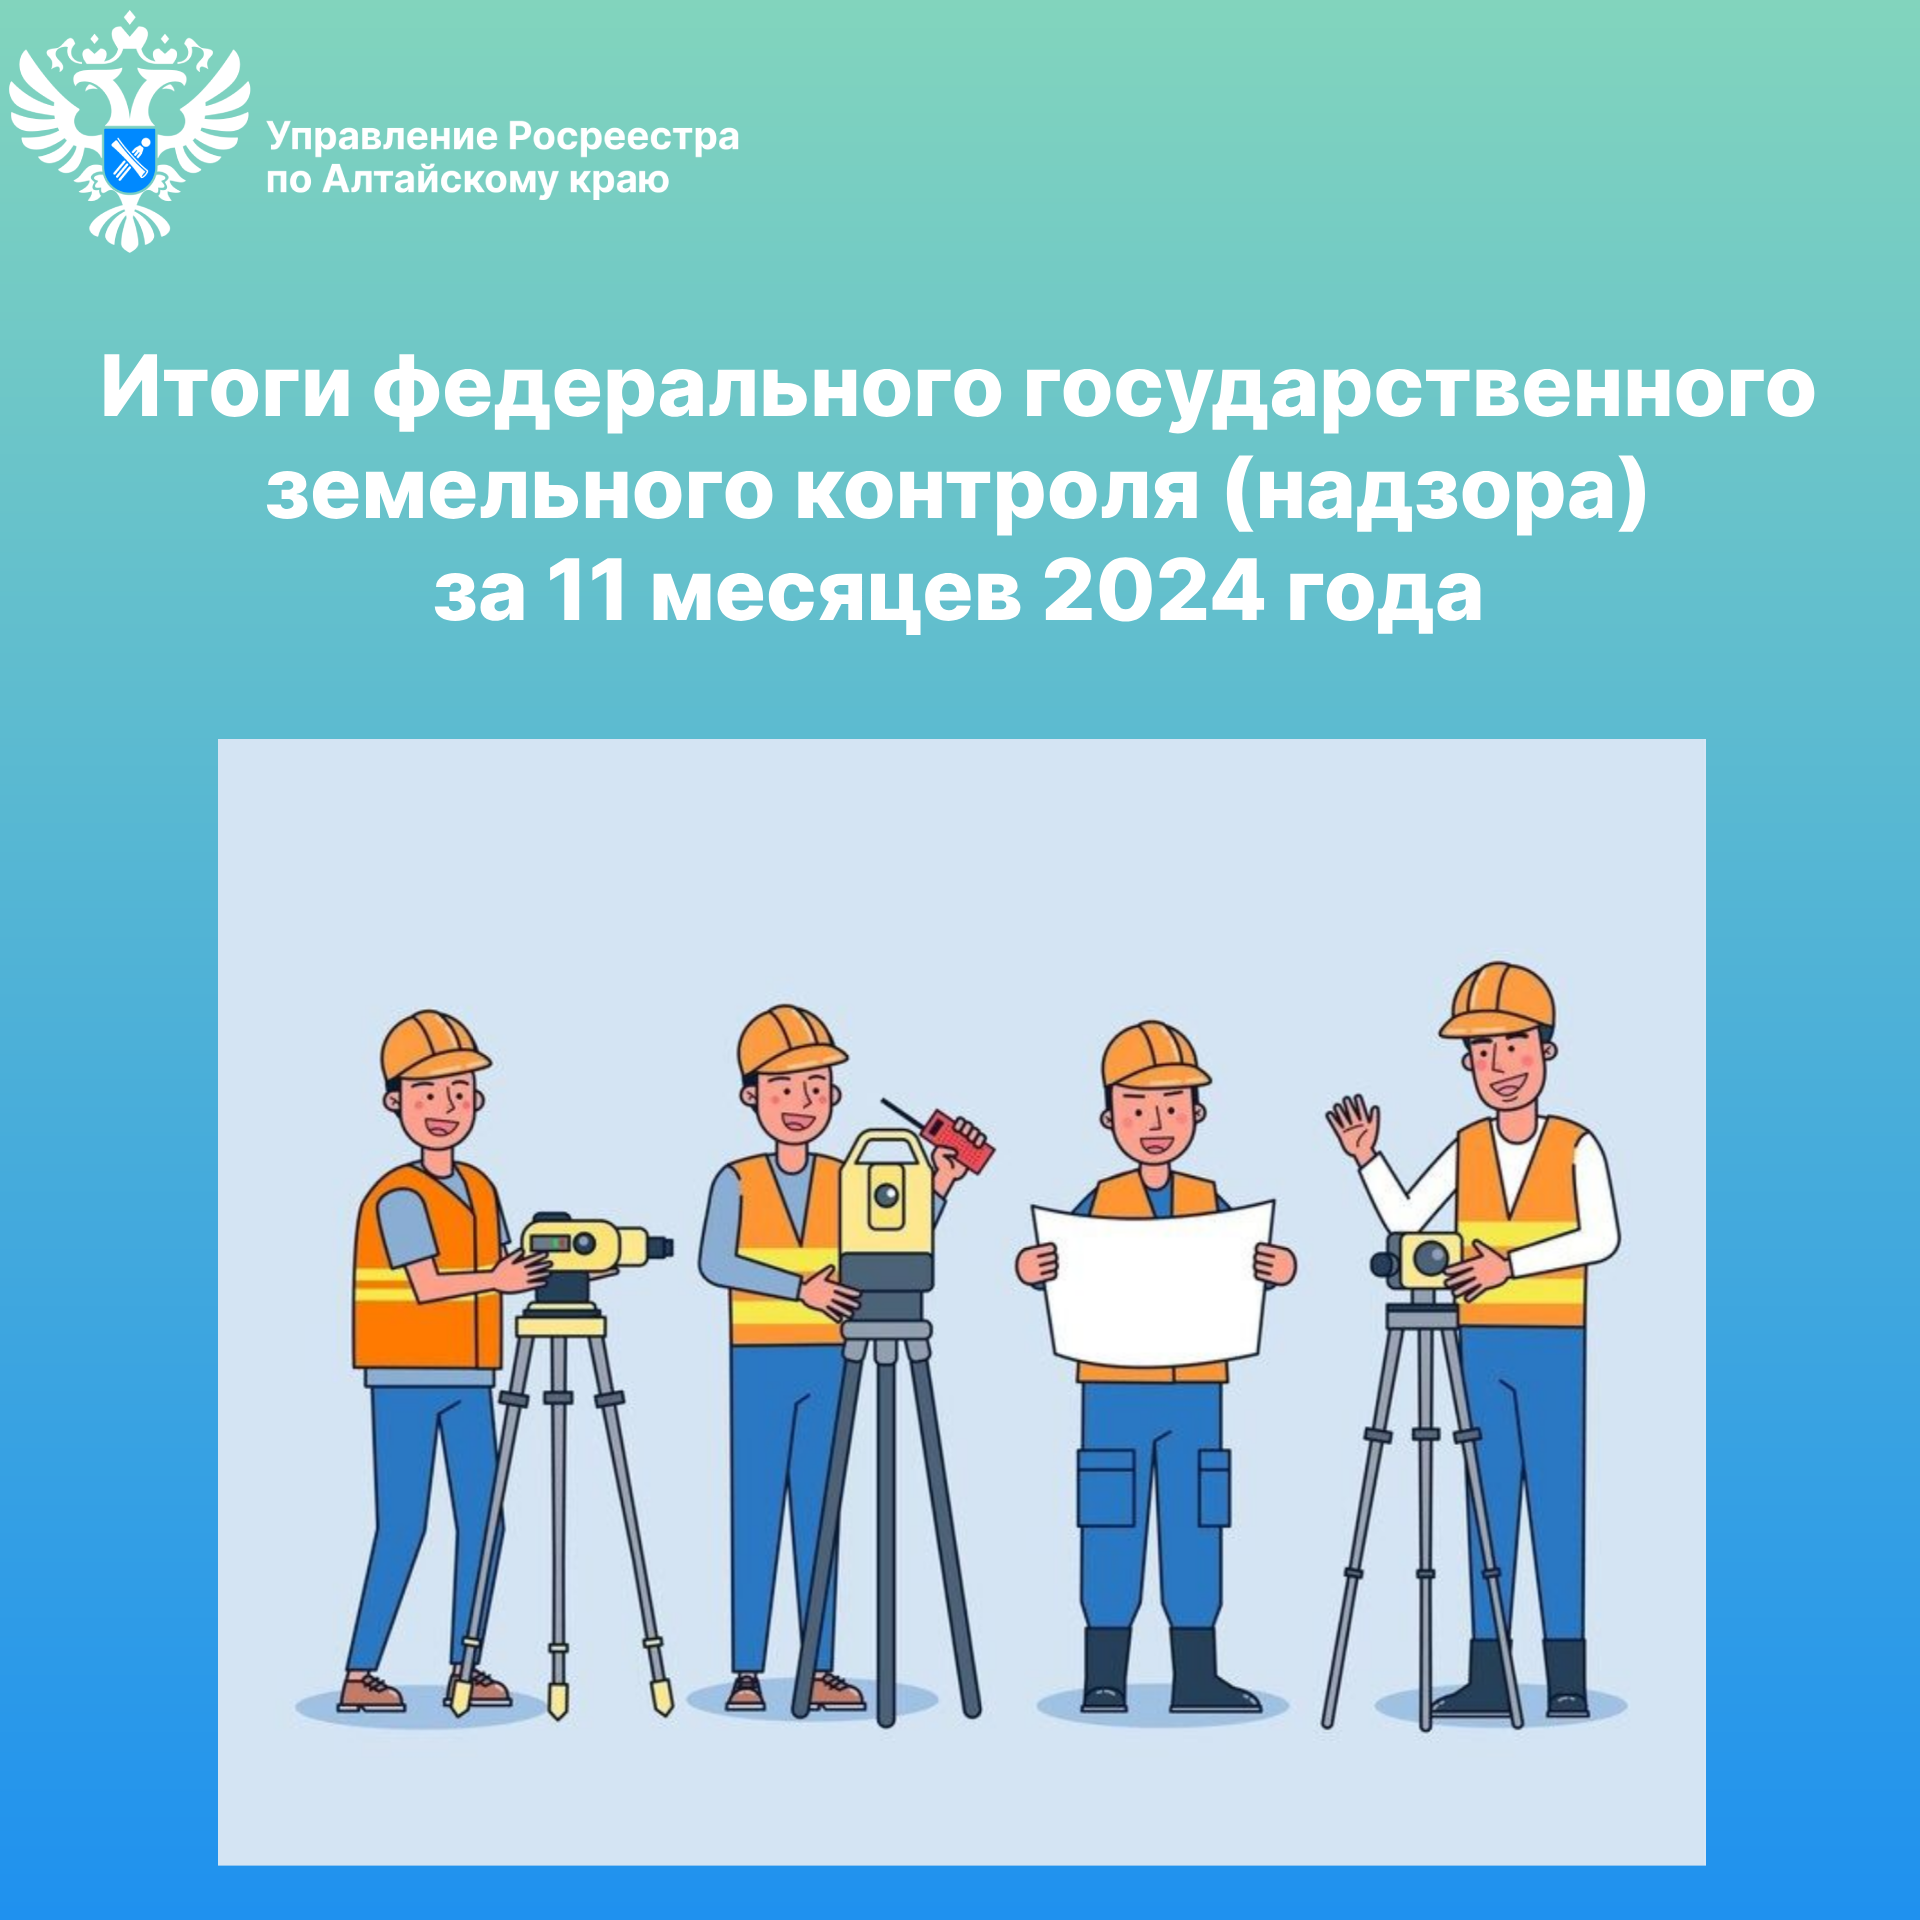 Управление Росреестра
по Алтайскому краю
Итоги федерального государственного
земельного контроля (надзора)
за 11 месяцев 2024 года